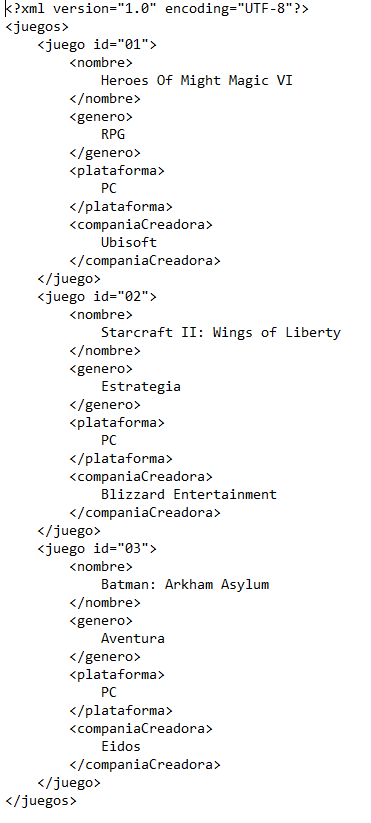 <?xml version="1.0" encoding="UTF-8"?>
<juegos>
    <juego id="01">
        <nombre>
            Heroes Of Might Magic VI
        </nombre>
        <genero>
            RPG
        </genero>
        <plataforma>
            PC
        </plataforma>
        <companiaCreadora>
            Ubisoft
        </companiaCreadora>
    </juego>
    <juego id="02">
        <nombre>
            Starcraft II: Wings of Liberty
        </nombre>
        <genero>
            Estrategia
        </genero>
        <plataforma>
            PC
        </plataforma>
        <companiaCreadora>
            Blizzard Entertainment
        </companiaCreadora>
    </juego>
    <juego id="03">
        <nombre>
            Batman: Arkham Asylum
        </nombre>
        <genero>
            Aventura
        </genero>
        <plataforma>
            PC
        </plataforma>
        <companiaCreadora>
            Eidos
        </companiaCreadora>
    </juego>
</juegos>